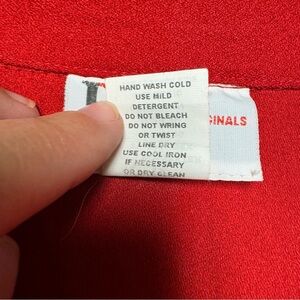 HAND WASH COLD
USE MILD
DETERGENT
DO NOT BLEACH
DO NOT WRING
OR TWIST
LINE DRY
USE COOL IRON
IF NECESSARY
OR DRY CLEAN
GINALS